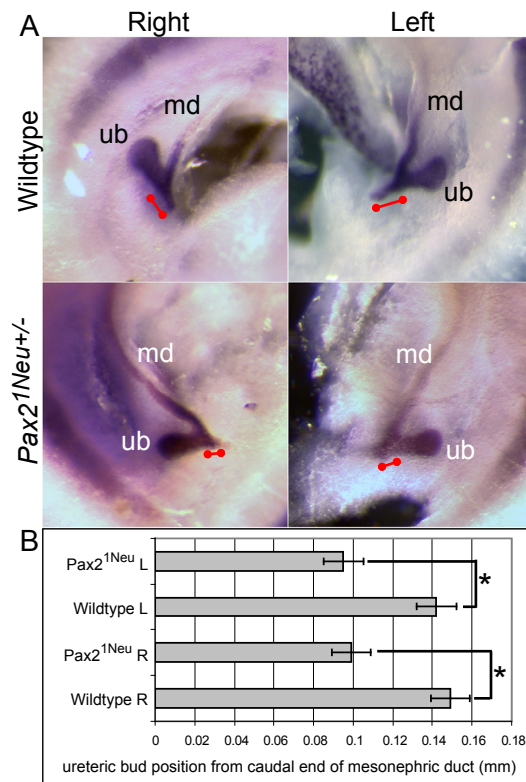 A
Right Left
Wildtype
md
ub
md
ub
Pax2^1Neu+/-
md
ub
md
ub
B
Pax2^1Neu L
Wildtype L
Pax2^1Neu R
Wildtype R
*
*
0 0.02 0.04 0.06 0.08 0.1 0.12 0.14 0.16 0.18
ureteric bud position from caudal end of mesonephric duct (mm)